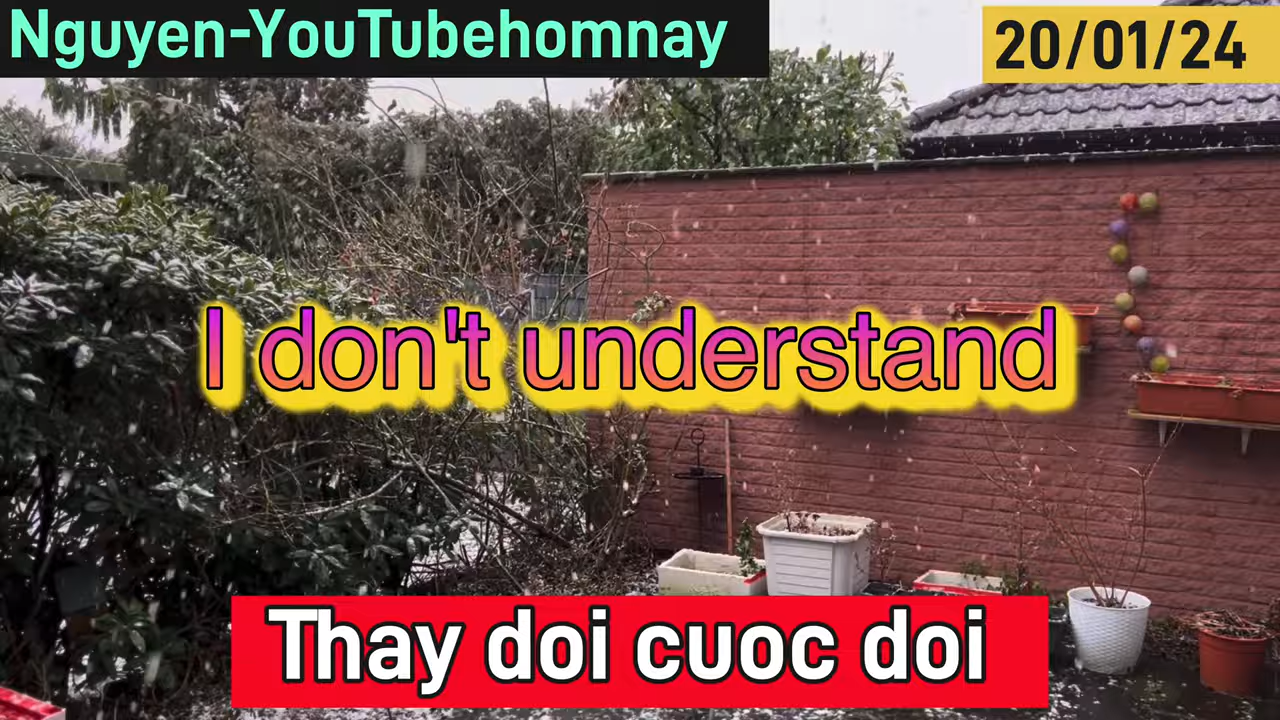 Nguyen-YouTubehomnay
20/01/24
I don't understand
Thay doi cuoc doi